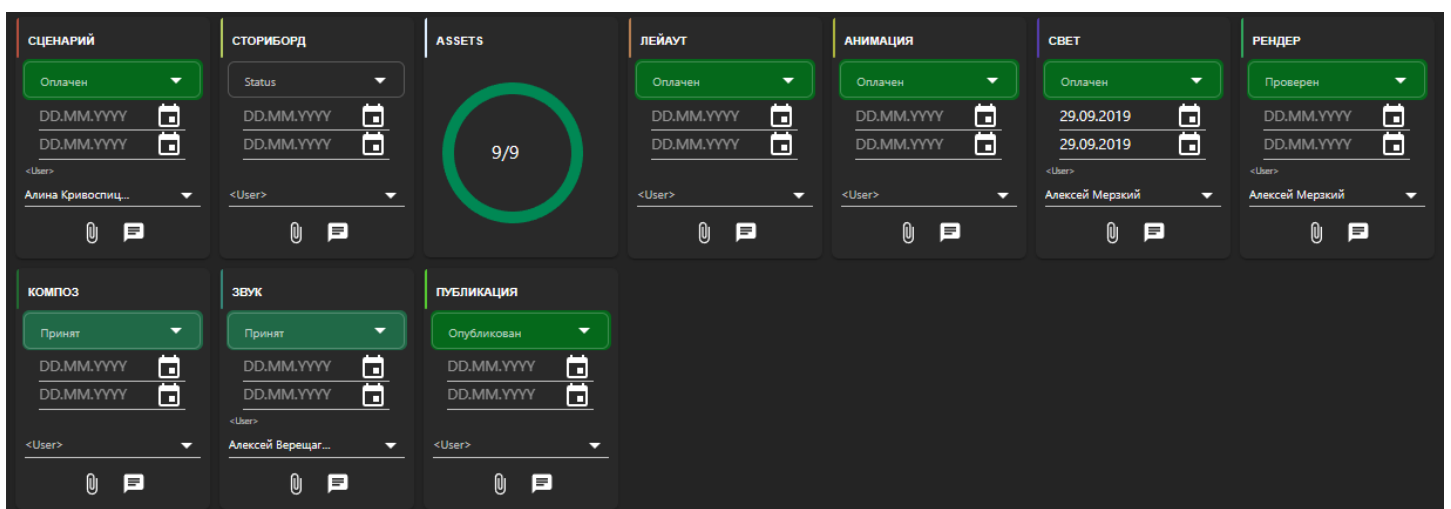 СЦЕНАРИЙ
Оплачен
DD.MM.YYYY
DD.MM.YYYY
<User>
Алина Кривоспиц...
СТОРИБОРД
Status
DD.MM.YYYY
DD.MM.YYYY
<User>
ASSETS
9/9
ЛЕЙАУТ
Оплачен
DD.MM.YYYY
DD.MM.YYYY
<User>
АНИМАЦИЯ
Оплачен
DD.MM.YYYY
DD.MM.YYYY
<User>
СВЕТ
Оплачен
29.09.2019
29.09.2019
<User>
Алексей Мерзкий
РЕНДЕР
Проверен
DD.MM.YYYY
DD.MM.YYYY
<User>
Алексей Мерзкий
КОМПОЗ
Принят
DD.MM.YYYY
DD.MM.YYYY
<User>
ЗВУК
Принят
DD.MM.YYYY
DD.MM.YYYY
<User>
Алексей Верещаг...
ПУБЛИКАЦИЯ
Опубликован
DD.MM.YYYY
DD.MM.YYYY
<User>